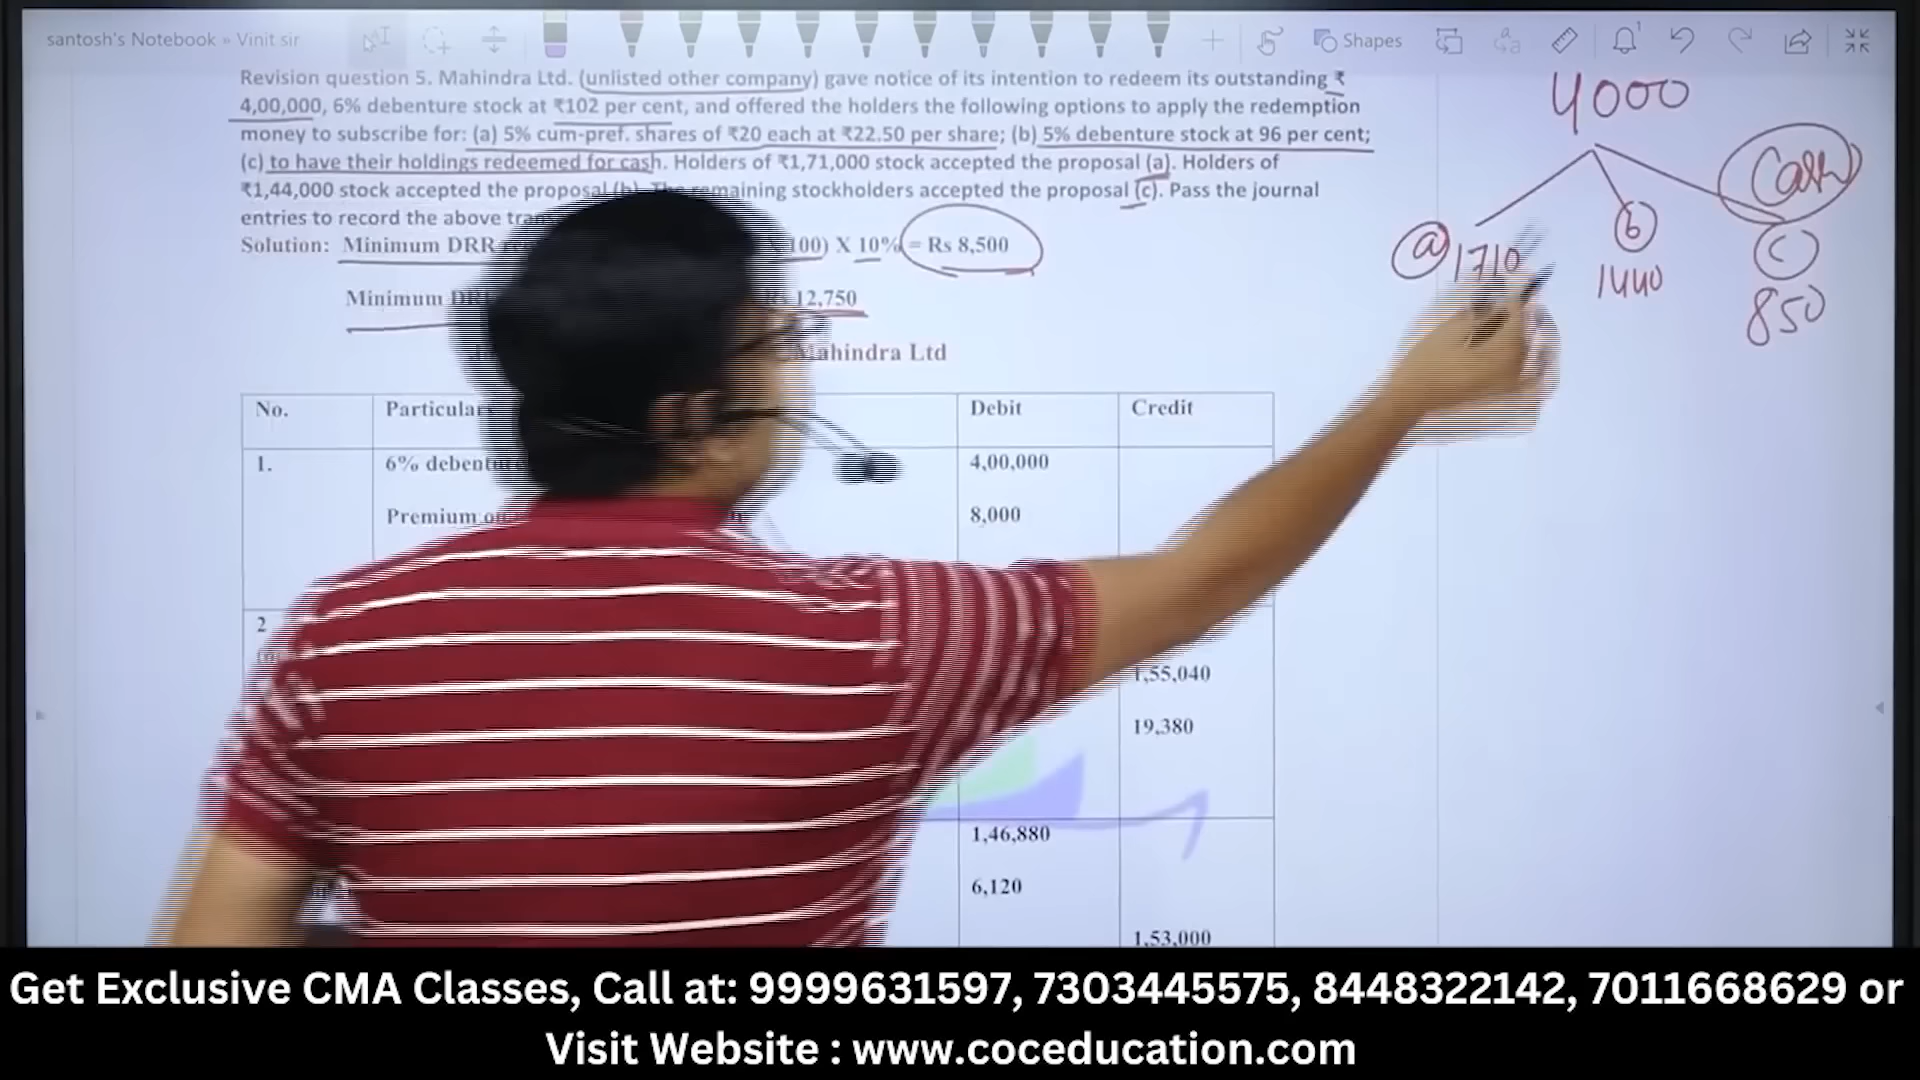 santosh's Notebook » Vinit sir
Shapes
Revision question 5. Mahindra Ltd. (unlisted other company) gave notice of its intention to redeem its outstanding ₹
4,00,000, 6% debenture stock at ₹102 per cent, and offered the holders the following options to apply the redemption
money to subscribe for: (a) 5% cum-pref. shares of ₹20 each at ₹22.50 per share; (b) 5% debenture stock at 96 per cent;
(c) to have their holdings redeemed for cash. Holders of ₹1,71,000 stock accepted the proposal (a). Holders of
₹1,44,000 stock accepted the proposal remaining stockholders accepted the proposal (c). Pass the journal
entries to record the above
Solution: Minimum DRR 100) X 10% = Rs 8,500
Minimum 12,750
Mahindra Ltd
No. Debit Credit
1. 6% 4,00,000
Premium 8,000
2
1,55,040
19,380
1,46,880
6,120
1,53,000
4000
Cash
a 1710
b
1440
C
850
Get Exclusive CMA Classes, Call at: 9999631597, 7303445575, 8448322142, 7011668629 or
Visit Website : www.coceducation.com